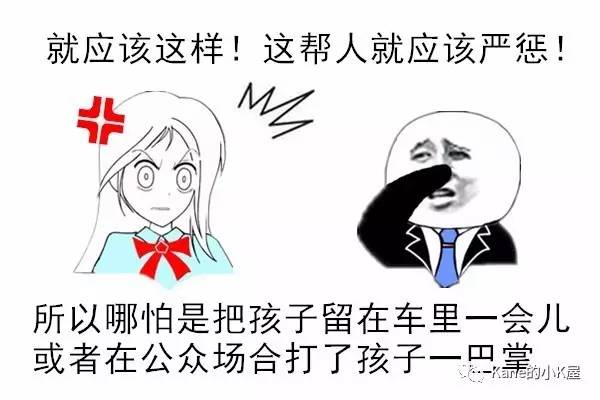 就应该这样！这帮人就应该严惩！
所以哪怕是把孩子留在车里一会儿
或者在公众场合打了孩子一巴掌
Kane的小K屋